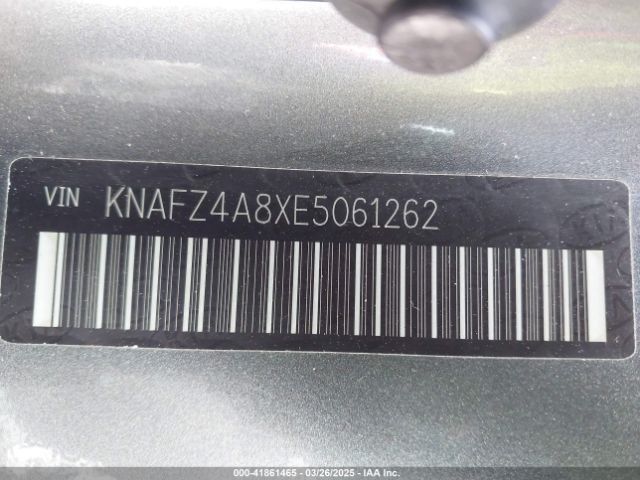 VIN KNAFZ4A8XE5061262
000-41861465 - 03/26/2025 - IAA Inc.